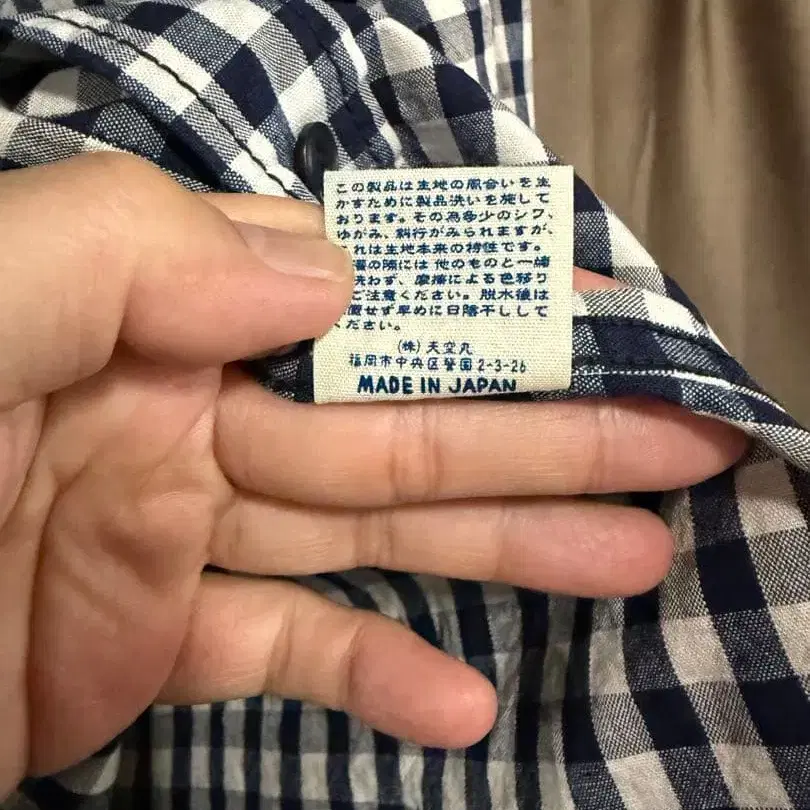 この製品は生地の風合いを生
かすために製品洗いを施して
おります。その為多少のシワ、
ゆがみ、斜行がみられますが、
れは生地本来の特性です。
の際には他のものと一緒
洗わず、摩擦による色移り
ご注意ください。脱水後は
せず早めに日陰干しして
ださい。
(株)天空丸
福岡市中央区警固2-3-26
MADE IN JAPAN